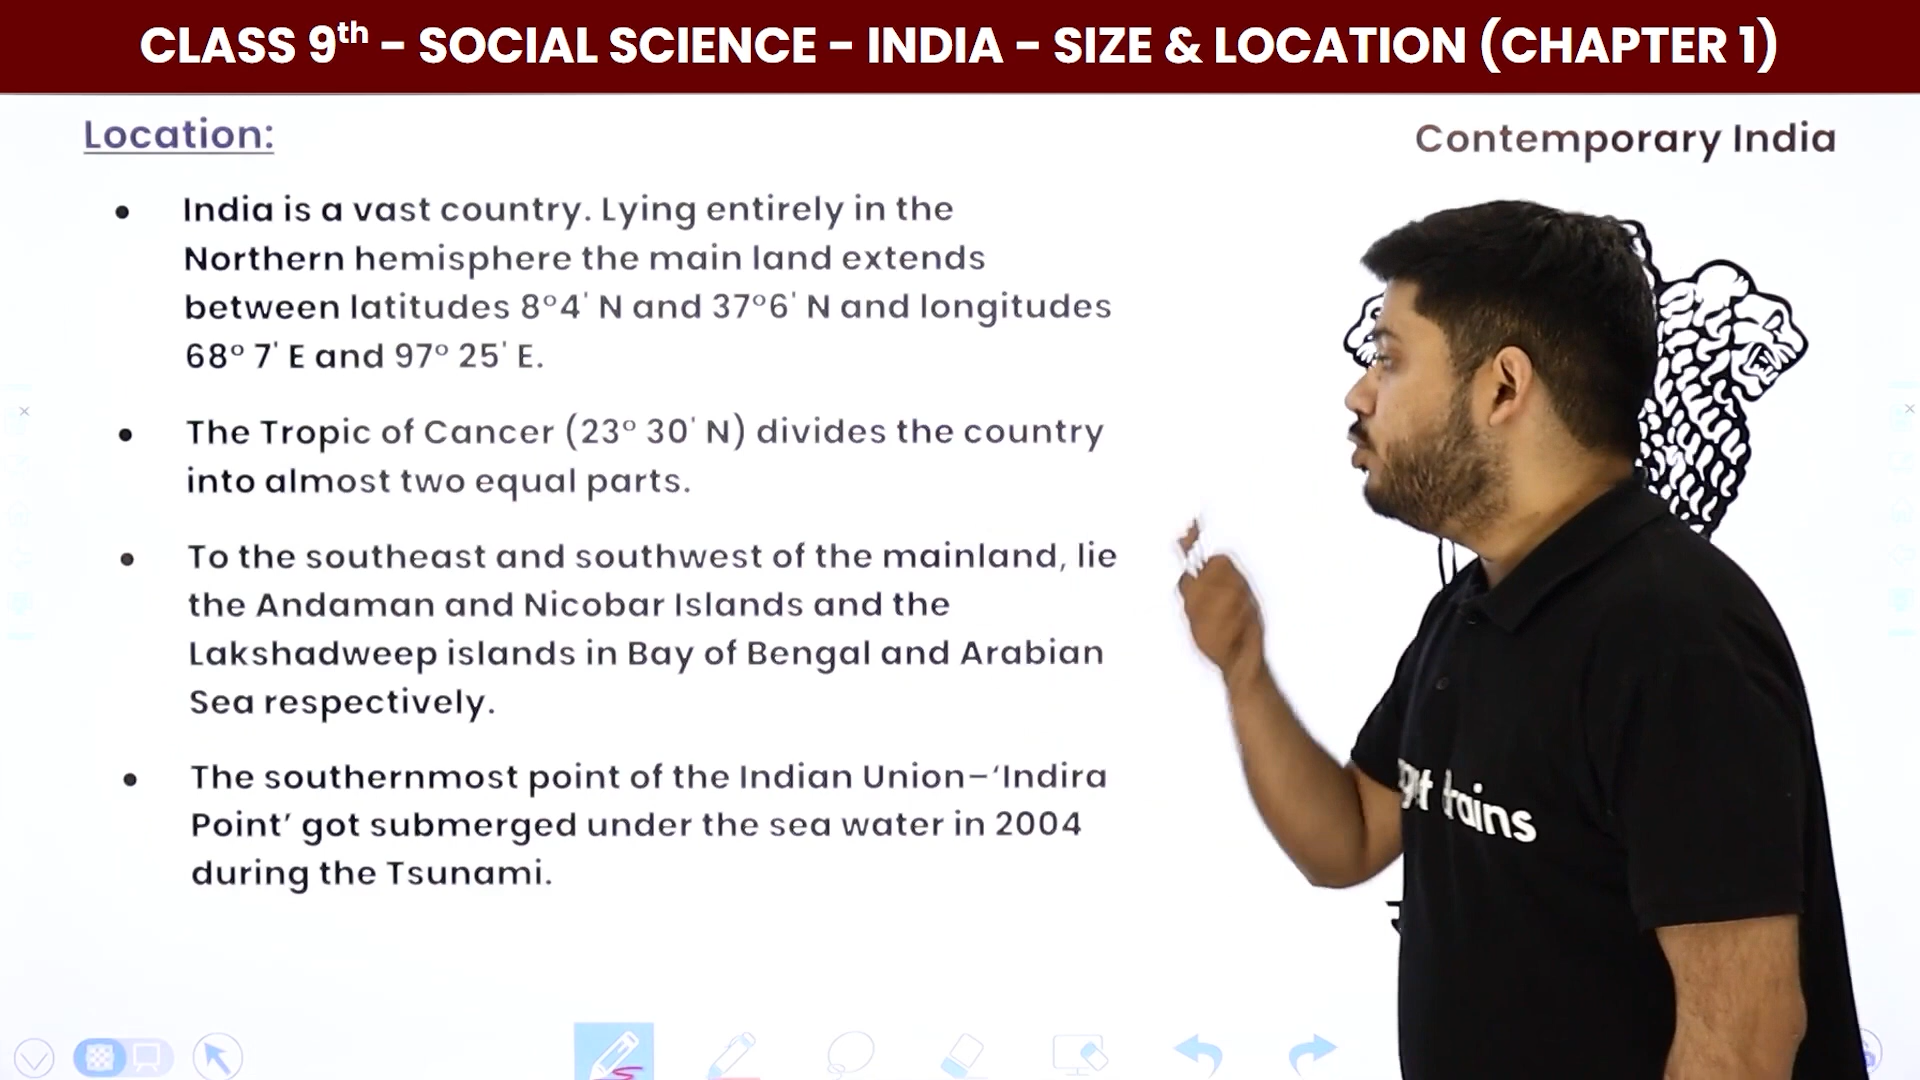 CLASS 9th – SOCIAL SCIENCE – INDIA – SIZE & LOCATION (CHAPTER 1)
Location:
Contemporary India
• India is a vast country. Lying entirely in the
Northern hemisphere the main land extends
between latitudes 8°4' N and 37°6' N and longitudes
68° 7' E and 97° 25' E.
• The Tropic of Cancer (23° 30' N) divides the country
into almost two equal parts.
• To the southeast and southwest of the mainland, lie
the Andaman and Nicobar Islands and the
Lakshadweep islands in Bay of Bengal and Arabian
Sea respectively.
• The southernmost point of the Indian Union–‘Indira
Point’ got submerged under the sea water in 2004
during the Tsunami.